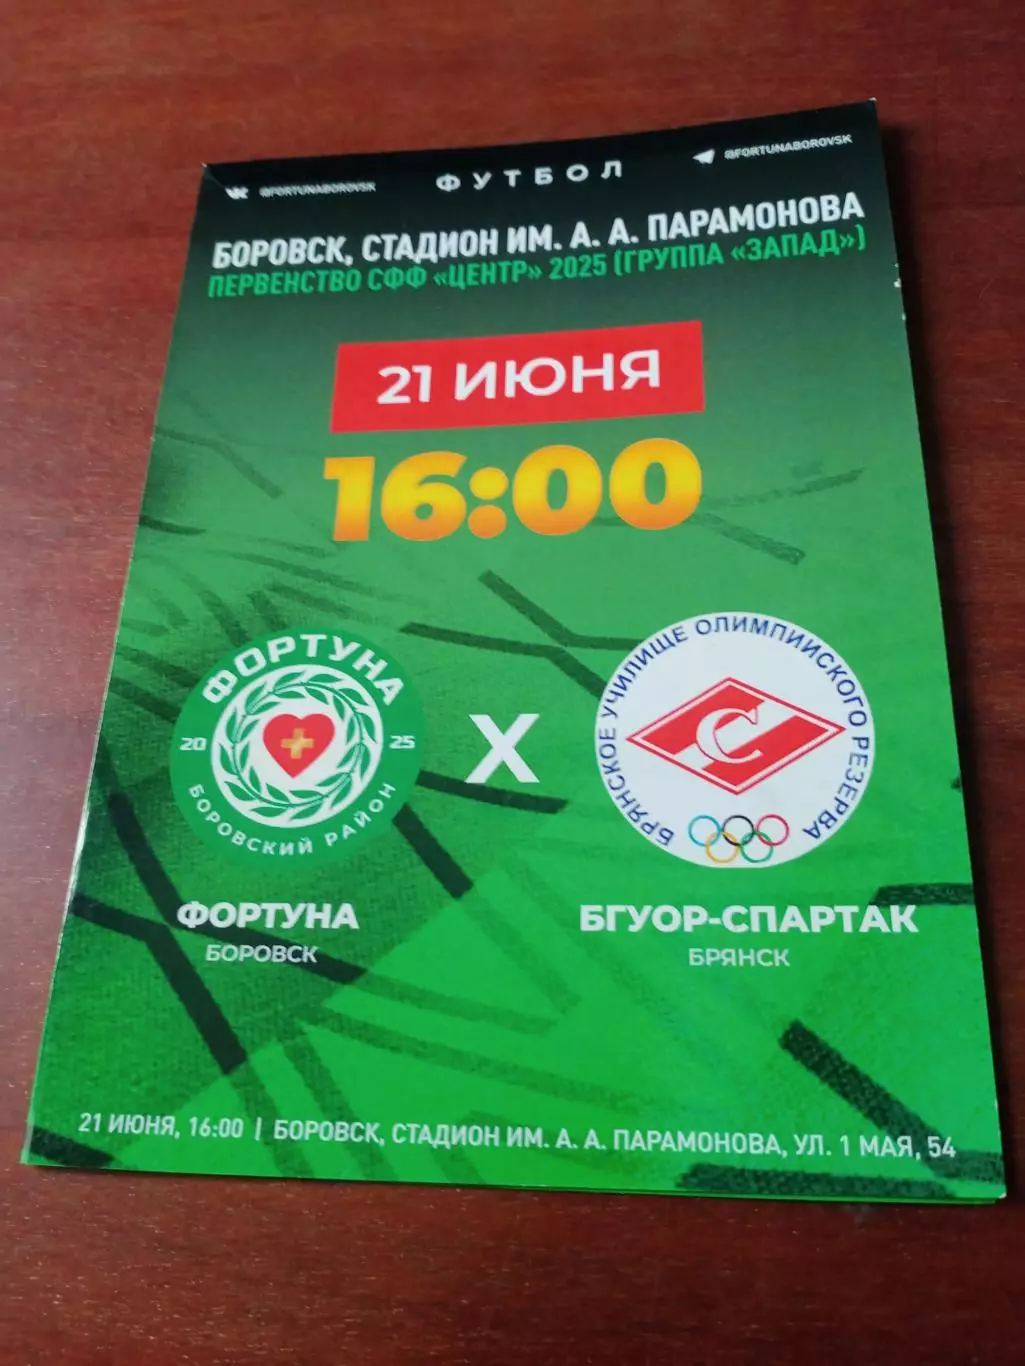 @FORTUNABOROVSK
ФУТБОЛ
@FORTUNABOROVSK
БОРОВСК, СТАДИОН ИМ. А. А. ПАРАМОНОВА
ПЕРВЕНСТВО СФФ «ЦЕНТР» 2025 (ГРУППА «ЗАПАД»)
21 ИЮНЯ
16:00
ФОРТУНА
20 25
БОРОВСКИЙ РАЙОН
X
БРЯНСКОЕ УЧИЛИЩЕ ОЛИМПИЙСКОГО РЕЗЕРВА
С
ФОРТУНА
БОРОВСК
БГУОР-СПАРТАК
БРЯНСК
21 ИЮНЯ, 16:00 | БОРОВСК, СТАДИОН ИМ. А. А. ПАРАМОНОВА, УЛ. 1 МАЯ, 54